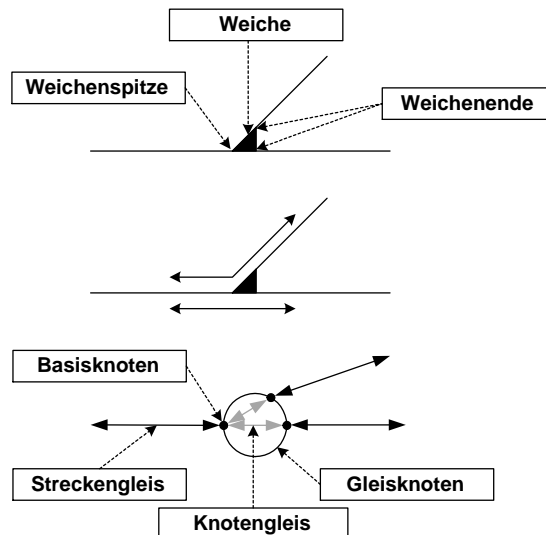 Weiche
Weichenspitze
Weichenende
Basisknoten
Streckengleis
Gleisknoten
Knotengleis